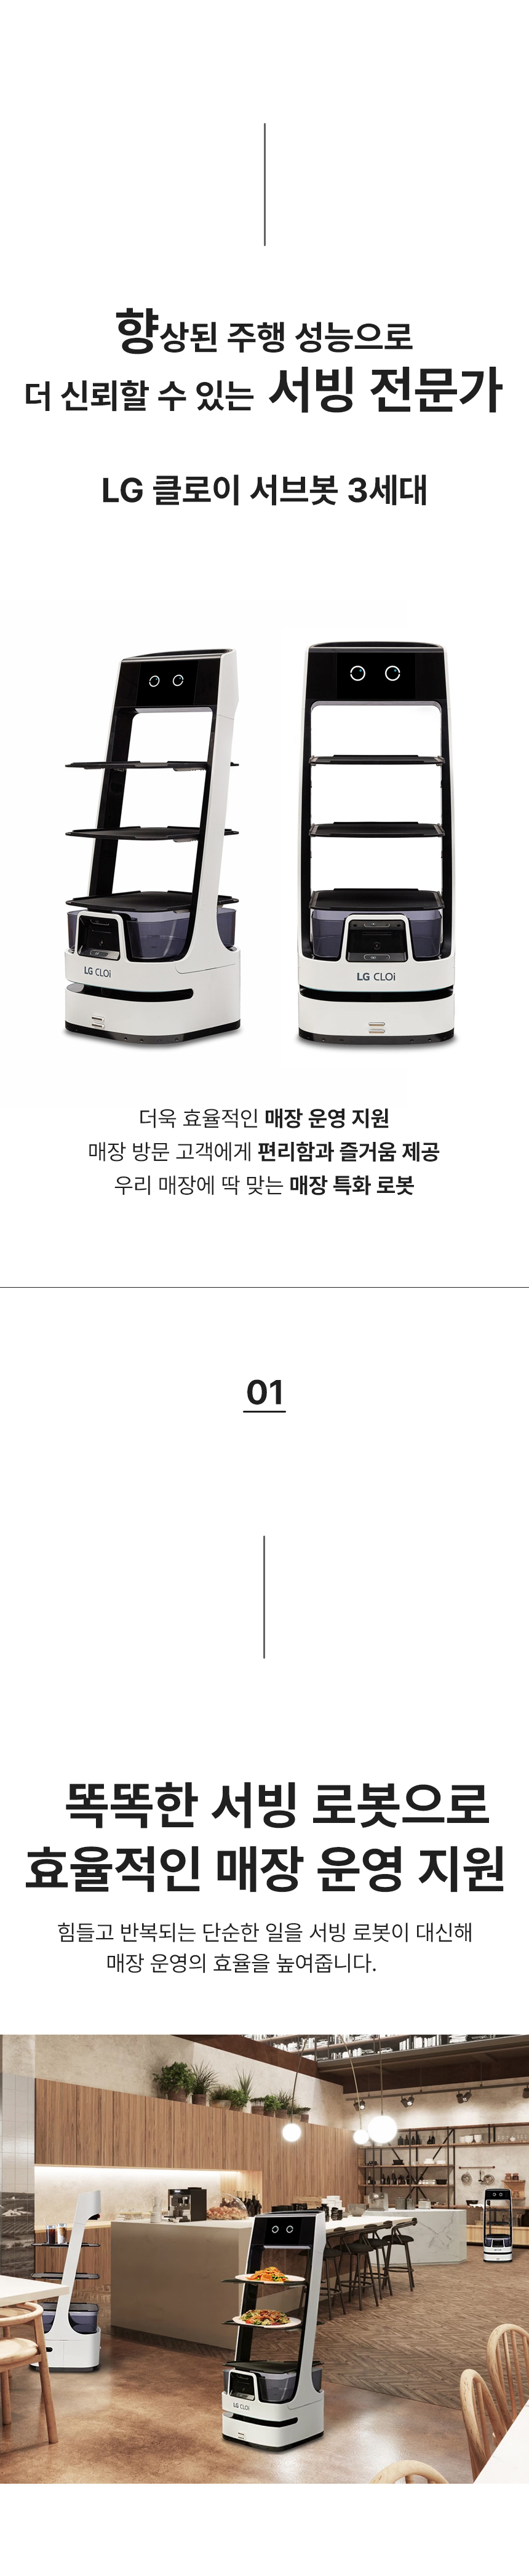 향상된 주행 성능으로
더 신뢰할 수 있는 서빙 전문가
LG 클로이 서브봇 3세대
LG CLOi
LG CLOi
더욱 효율적인 매장 운영 지원
매장 방문 고객에게 편리함과 즐거움 제공
우리 매장에 딱 맞는 매장 특화 로봇
01
똑똑한 서빙 로봇으로
효율적인 매장 운영 지원
힘들고 반복되는 단순한 일을 서빙 로봇이 대신해
매장 운영의 효율을 높여줍니다.
LG CLOi